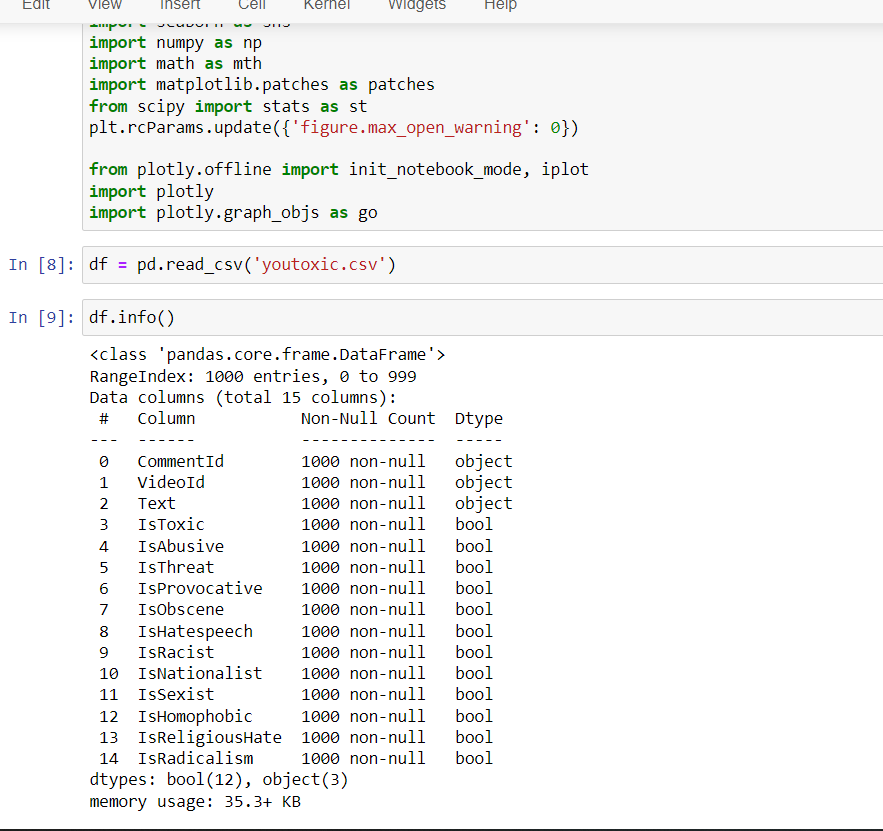 Edit View Insert Cell Kernel Widgets Help
import seaborn as sns
import numpy as np
import math as mth
import matplotlib.patches as patches
from scipy import stats as st
plt.rcParams.update({'figure.max_open_warning': 0})
from plotly.offline import init_notebook_mode, iplot
import plotly
import plotly.graph_objs as go
In [8]: df = pd.read_csv('youtoxic.csv')
In [9]: df.info()
<class 'pandas.core.frame.DataFrame'>
RangeIndex: 1000 entries, 0 to 999
Data columns (total 15 columns):
 #   Column           Non-Null Count  Dtype
---  ------           --------------  -----
 0   CommentId        1000 non-null   object
 1   VideoId          1000 non-null   object
 2   Text             1000 non-null   object
 3   IsToxic          1000 non-null   bool
 4   IsAbusive        1000 non-null   bool
 5   IsThreat         1000 non-null   bool
 6   IsProvocative    1000 non-null   bool
 7   IsObscene        1000 non-null   bool
 8   IsHatespeech     1000 non-null   bool
 9   IsRacist         1000 non-null   bool
 10  IsNationalist    1000 non-null   bool
 11  IsSexist         1000 non-null   bool
 12  IsHomophobic     1000 non-null   bool
 13  IsReligiousHate  1000 non-null   bool
 14  IsRadicalism     1000 non-null   bool
dtypes: bool(12), object(3)
memory usage: 35.3+ KB